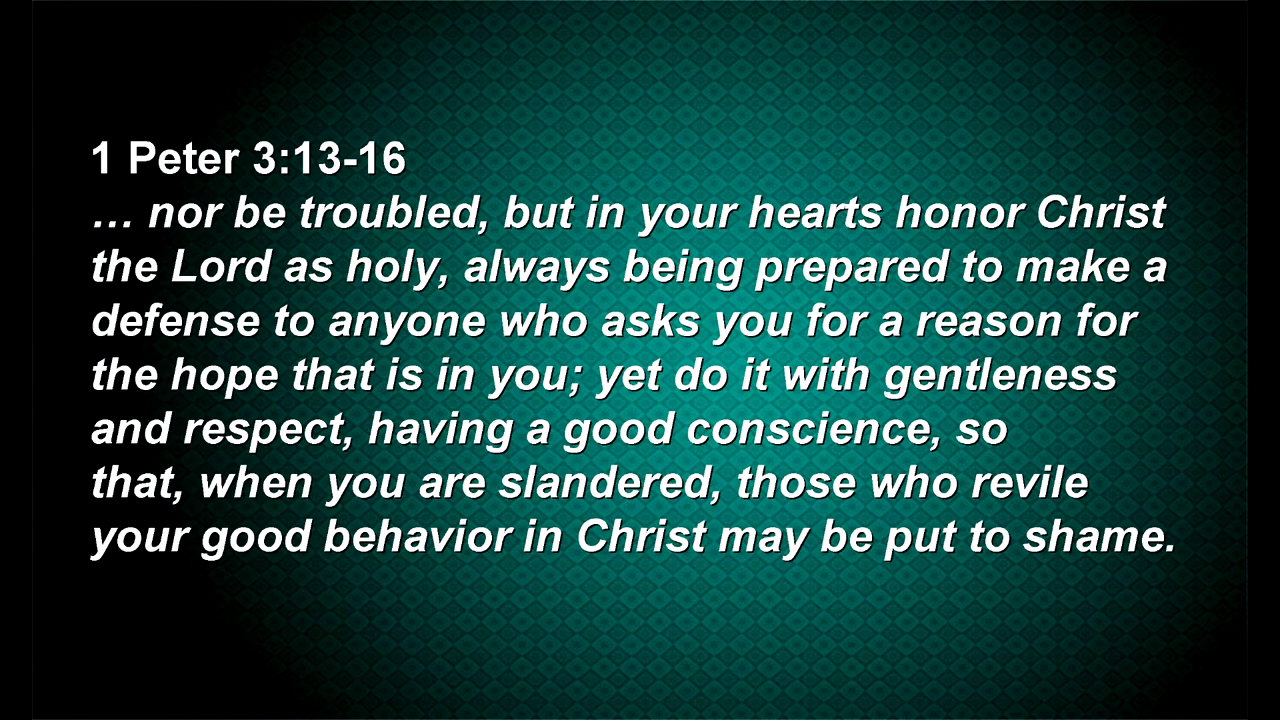 1 Peter 3:13-16
… nor be troubled, but in your hearts honor Christ
the Lord as holy, always being prepared to make a
defense to anyone who asks you for a reason for
the hope that is in you; yet do it with gentleness
and respect, having a good conscience, so
that, when you are slandered, those who revile
your good behavior in Christ may be put to shame.